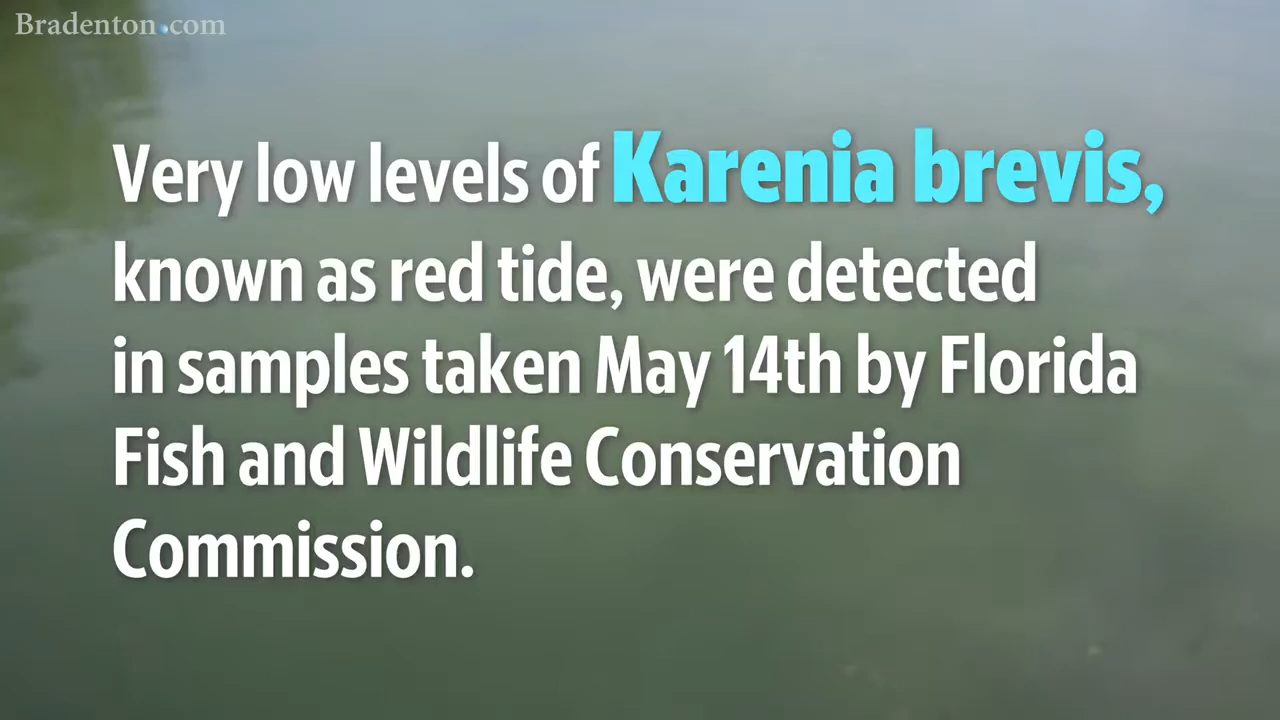 Bradenton.com
Very low levels of Karenia brevis,
known as red tide, were detected
in samples taken May 14th by Florida
Fish and Wildlife Conservation
Commission.